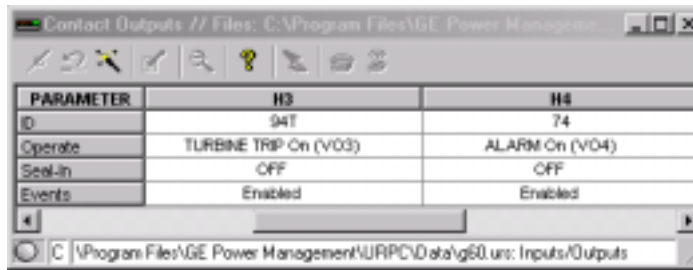 Contact Outputs // Files: C:\Program Files\GE Power Manageme...
PARAMETER H3 H4
ID 94T 74
Operate TURBINE TRIP On (VO3) ALARM On (VO4)
Seal-In OFF OFF
Events Enabled Enabled
C \Program Files\GE Power Management\URPC\Data\g60.urs: Inputs/Outputs